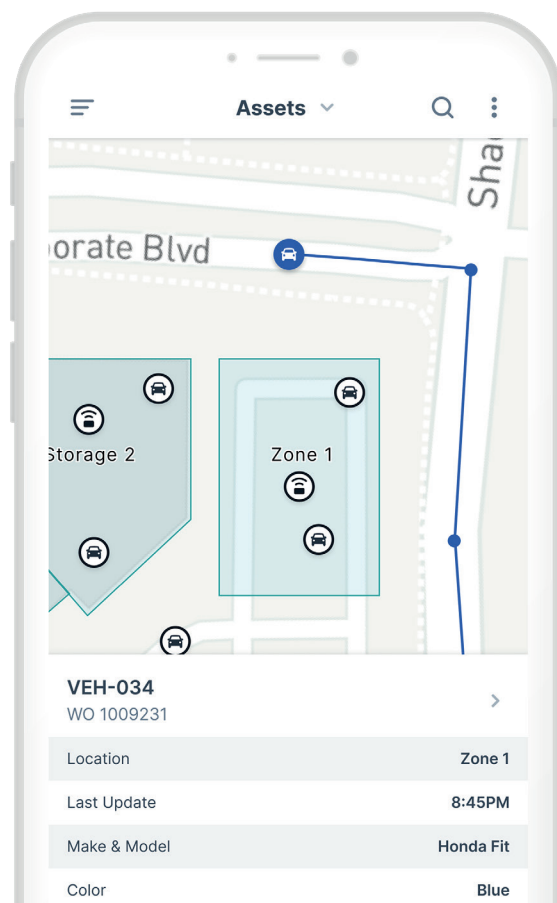 Assets
Sha
orate Blvd
Storage 2
Zone 1
VEH-034
WO 1009231
Location Zone 1
Last Update 8:45PM
Make & Model Honda Fit
Color Blue